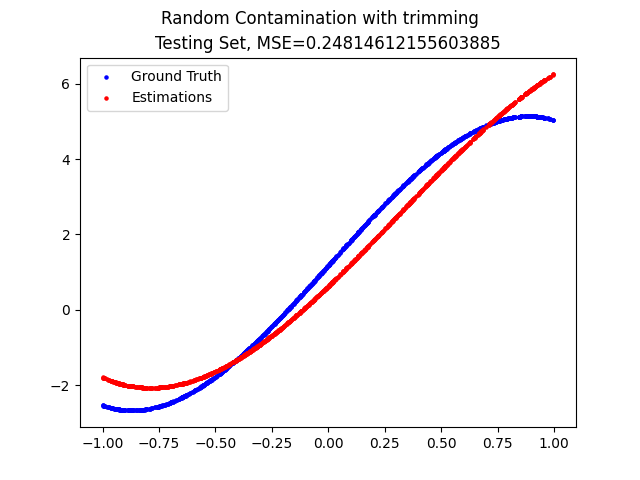 Random Contamination with trimming
Testing Set, MSE=0.24814612155603885
Ground Truth
Estimations
6
4
2
0
−2
−1.00 −0.75 −0.50 −0.25 0.00 0.25 0.50 0.75 1.00